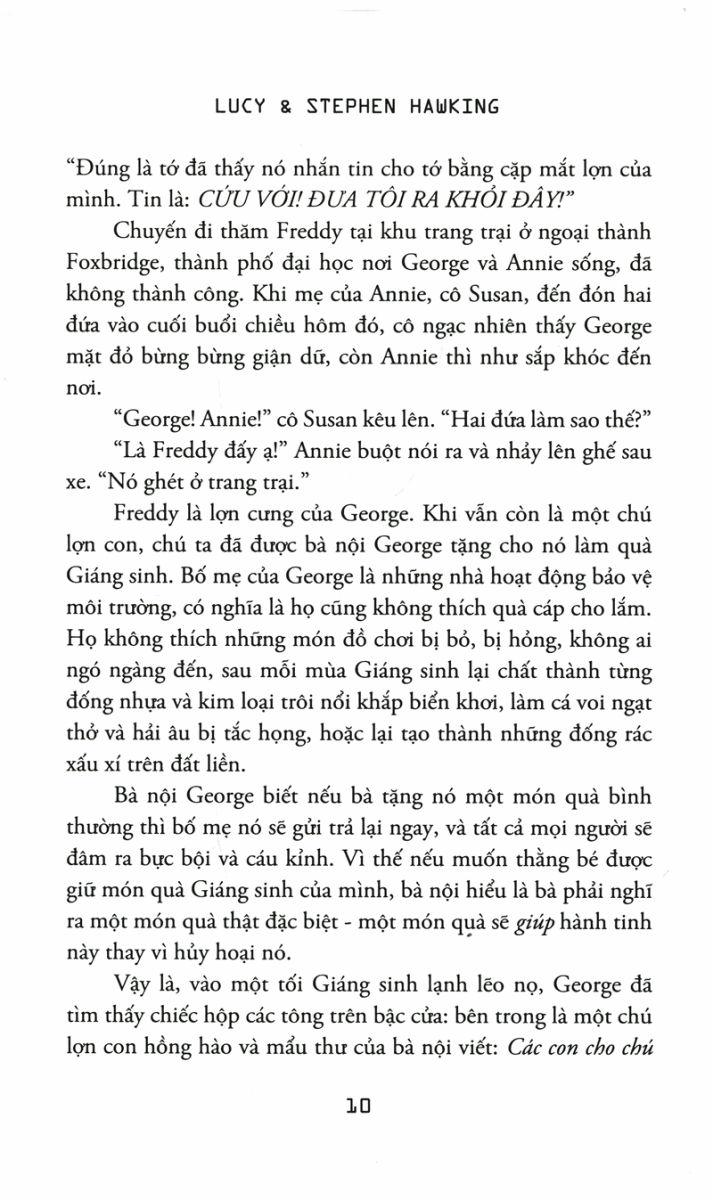 LUCY & STEPHEN HAWKING
“Đúng là tớ đã thấy nó nhắn tin cho tớ bằng cặp mắt lợn của
mình. Tin là: CỨU VỚI! ĐƯA TÔI RA KHỎI ĐÂY!”
Chuyến đi thăm Freddy tại khu trang trại ở ngoại thành
Foxbridge, thành phố đại học nơi George và Annie sống, đã
không thành công. Khi mẹ của Annie, cô Susan, đến đón hai
đứa vào cuối buổi chiều hôm đó, cô ngạc nhiên thấy George
mặt đỏ bừng bừng giận dữ, còn Annie thì như sắp khóc đến
nơi.
“George! Annie!” cô Susan kêu lên. “Hai đứa làm sao thế?”
“Là Freddy đấy ạ!” Annie buột nói ra và nhảy lên ghế sau
xe. “Nó ghét ở trang trại.”
Freddy là lợn cưng của George. Khi vẫn còn là một chú
lợn con, chú ta đã được bà nội George tặng cho nó làm quà
Giáng sinh. Bố mẹ của George là những nhà hoạt động bảo vệ
môi trường, có nghĩa là họ cũng không thích quà cáp cho lắm.
Họ không thích những món đồ chơi bị bỏ, bị hỏng, không ai
ngó ngàng đến, sau mỗi mùa Giáng sinh lại chất thành từng
đống nhựa và kim loại trôi nổi khắp biển khơi, làm cá voi ngạt
thở và hải âu bị tắc họng, hoặc lại tạo thành những đống rác
xấu xí trên đất liền.
Bà nội George biết nếu bà tặng nó một món quà bình
thường thì bố mẹ nó sẽ gửi trả lại ngay, và tất cả mọi người sẽ
đâm ra bực bội và cáu kỉnh. Vì thế nếu muốn thằng bé được
giữ món quà Giáng sinh của mình, bà nội hiểu là bà phải nghĩ
ra một món quà thật đặc biệt - một món quà sẽ giúp hành tinh
này thay vì hủy hoại nó.
Vậy là, vào một tối Giáng sinh lạnh lẽo nọ, George đã
tìm thấy chiếc hộp các tông trên bậc cửa: bên trong là một chú
lợn con hồng hào và mẩu thư của bà nội viết: Các con cho chú
10